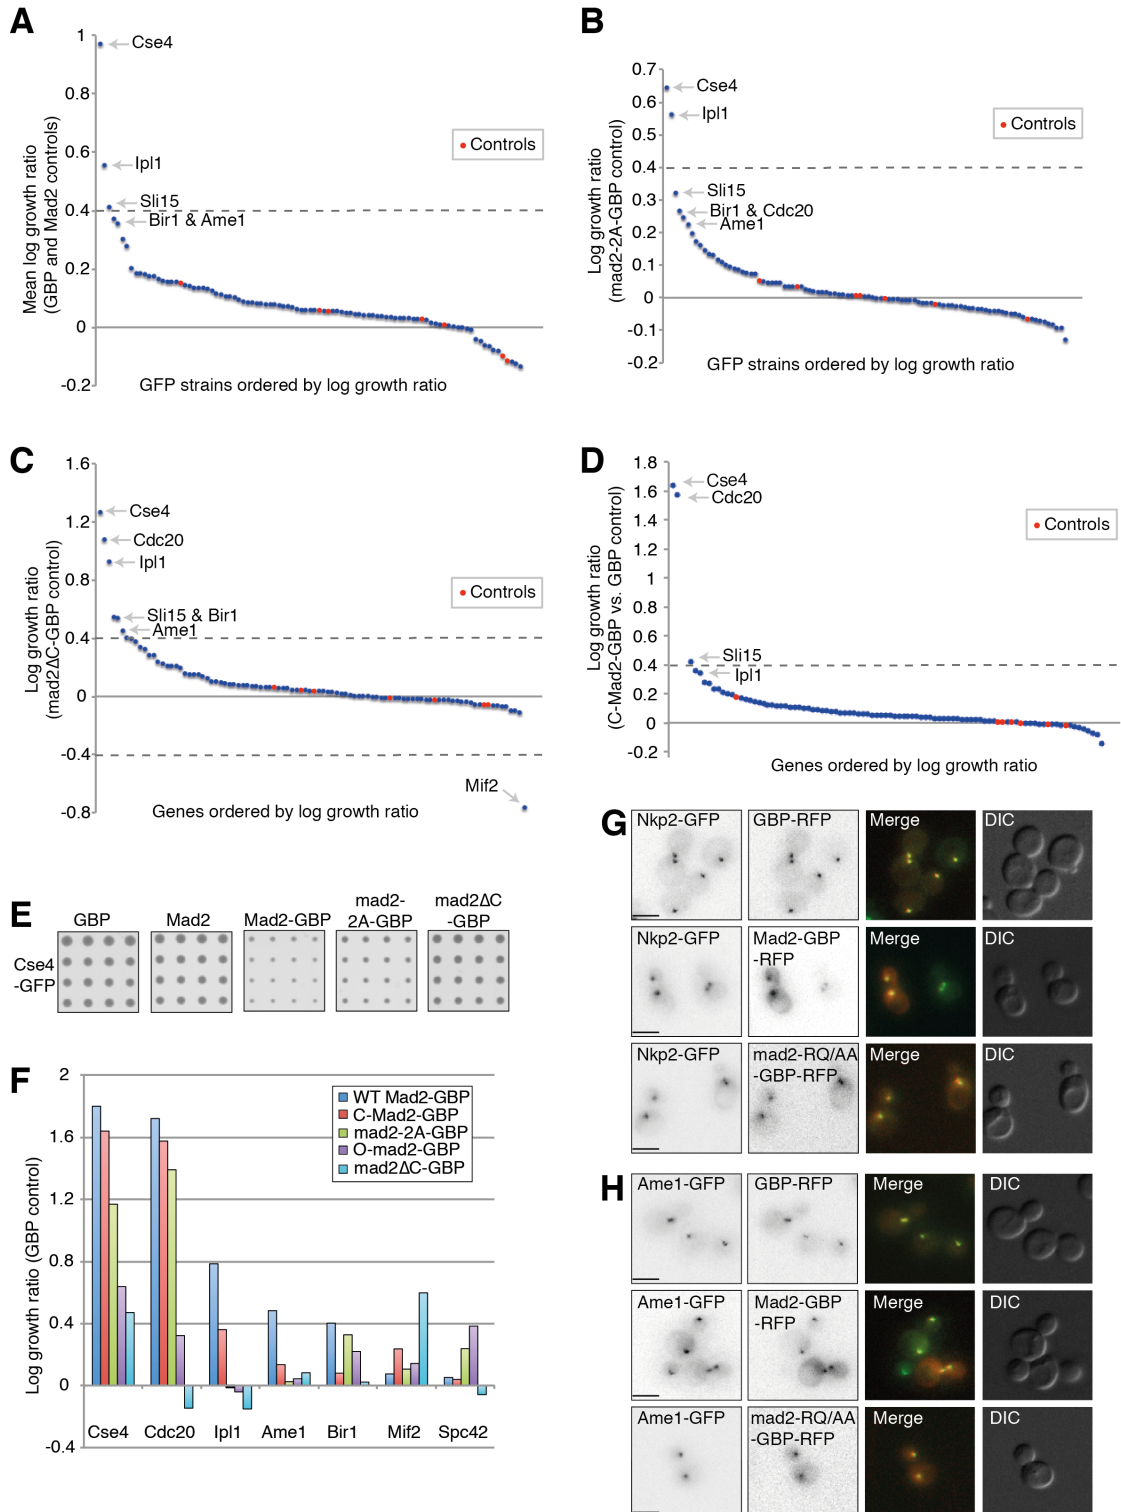 A
1
0.8
0.6
0.4
0.2
0
-0.2
Mean log growth ratio
(GBP and Mad2 controls)
Cse4
Ipl1
Sli15
Bir1 & Ame1
Controls
GFP strains ordered by log growth ratio
B
0.7
0.6
0.5
0.4
0.3
0.2
0.1
0
-0.1
-0.2
Log growth ratio
(mad2-2A-GBP control)
Cse4
Ipl1
Sli15
Bir1 & Cdc20
Ame1
Controls
GFP strains ordered by log growth ratio
C
1.6
1.2
0.8
0.4
0
-0.4
-0.8
Log growth ratio
(mad2ΔC-GBP control)
Cse4
Cdc20
Ipl1
Sli15 & Bir1
Ame1
Controls
Mif2
Genes ordered by log growth ratio
D
1.8
1.6
1.4
1.2
1
0.8
0.6
0.4
0.2
0
-0.2
Log growth ratio
(C-Mad2-GBP vs. GBP control)
Cse4
Cdc20
Sli15
Ipl1
Controls
Genes ordered by log growth ratio
E
GBP
Mad2
Mad2-GBP
mad2-
2A-GBP
mad2ΔC
-GBP
Cse4
-GFP
F
2
1.6
1.2
0.8
0.4
0
-0.4
Log growth ratio (GBP control)
WT Mad2-GBP
C-Mad2-GBP
mad2-2A-GBP
O-mad2-GBP
mad2ΔC-GBP
Cse4 Cdc20 Ipl1 Ame1 Bir1 Mif2 Spc42
G
Nkp2-GFP GBP-RFP Merge DIC
Nkp2-GFP Mad2-GBP Merge DIC
-RFP
Nkp2-GFP mad2-RQ/AA Merge DIC
-GBP-RFP
H
Ame1-GFP GBP-RFP Merge DIC
Ame1-GFP Mad2-GBP Merge DIC
-RFP
Ame1-GFP mad2-RQ/AA Merge DIC
-GBP-RFP